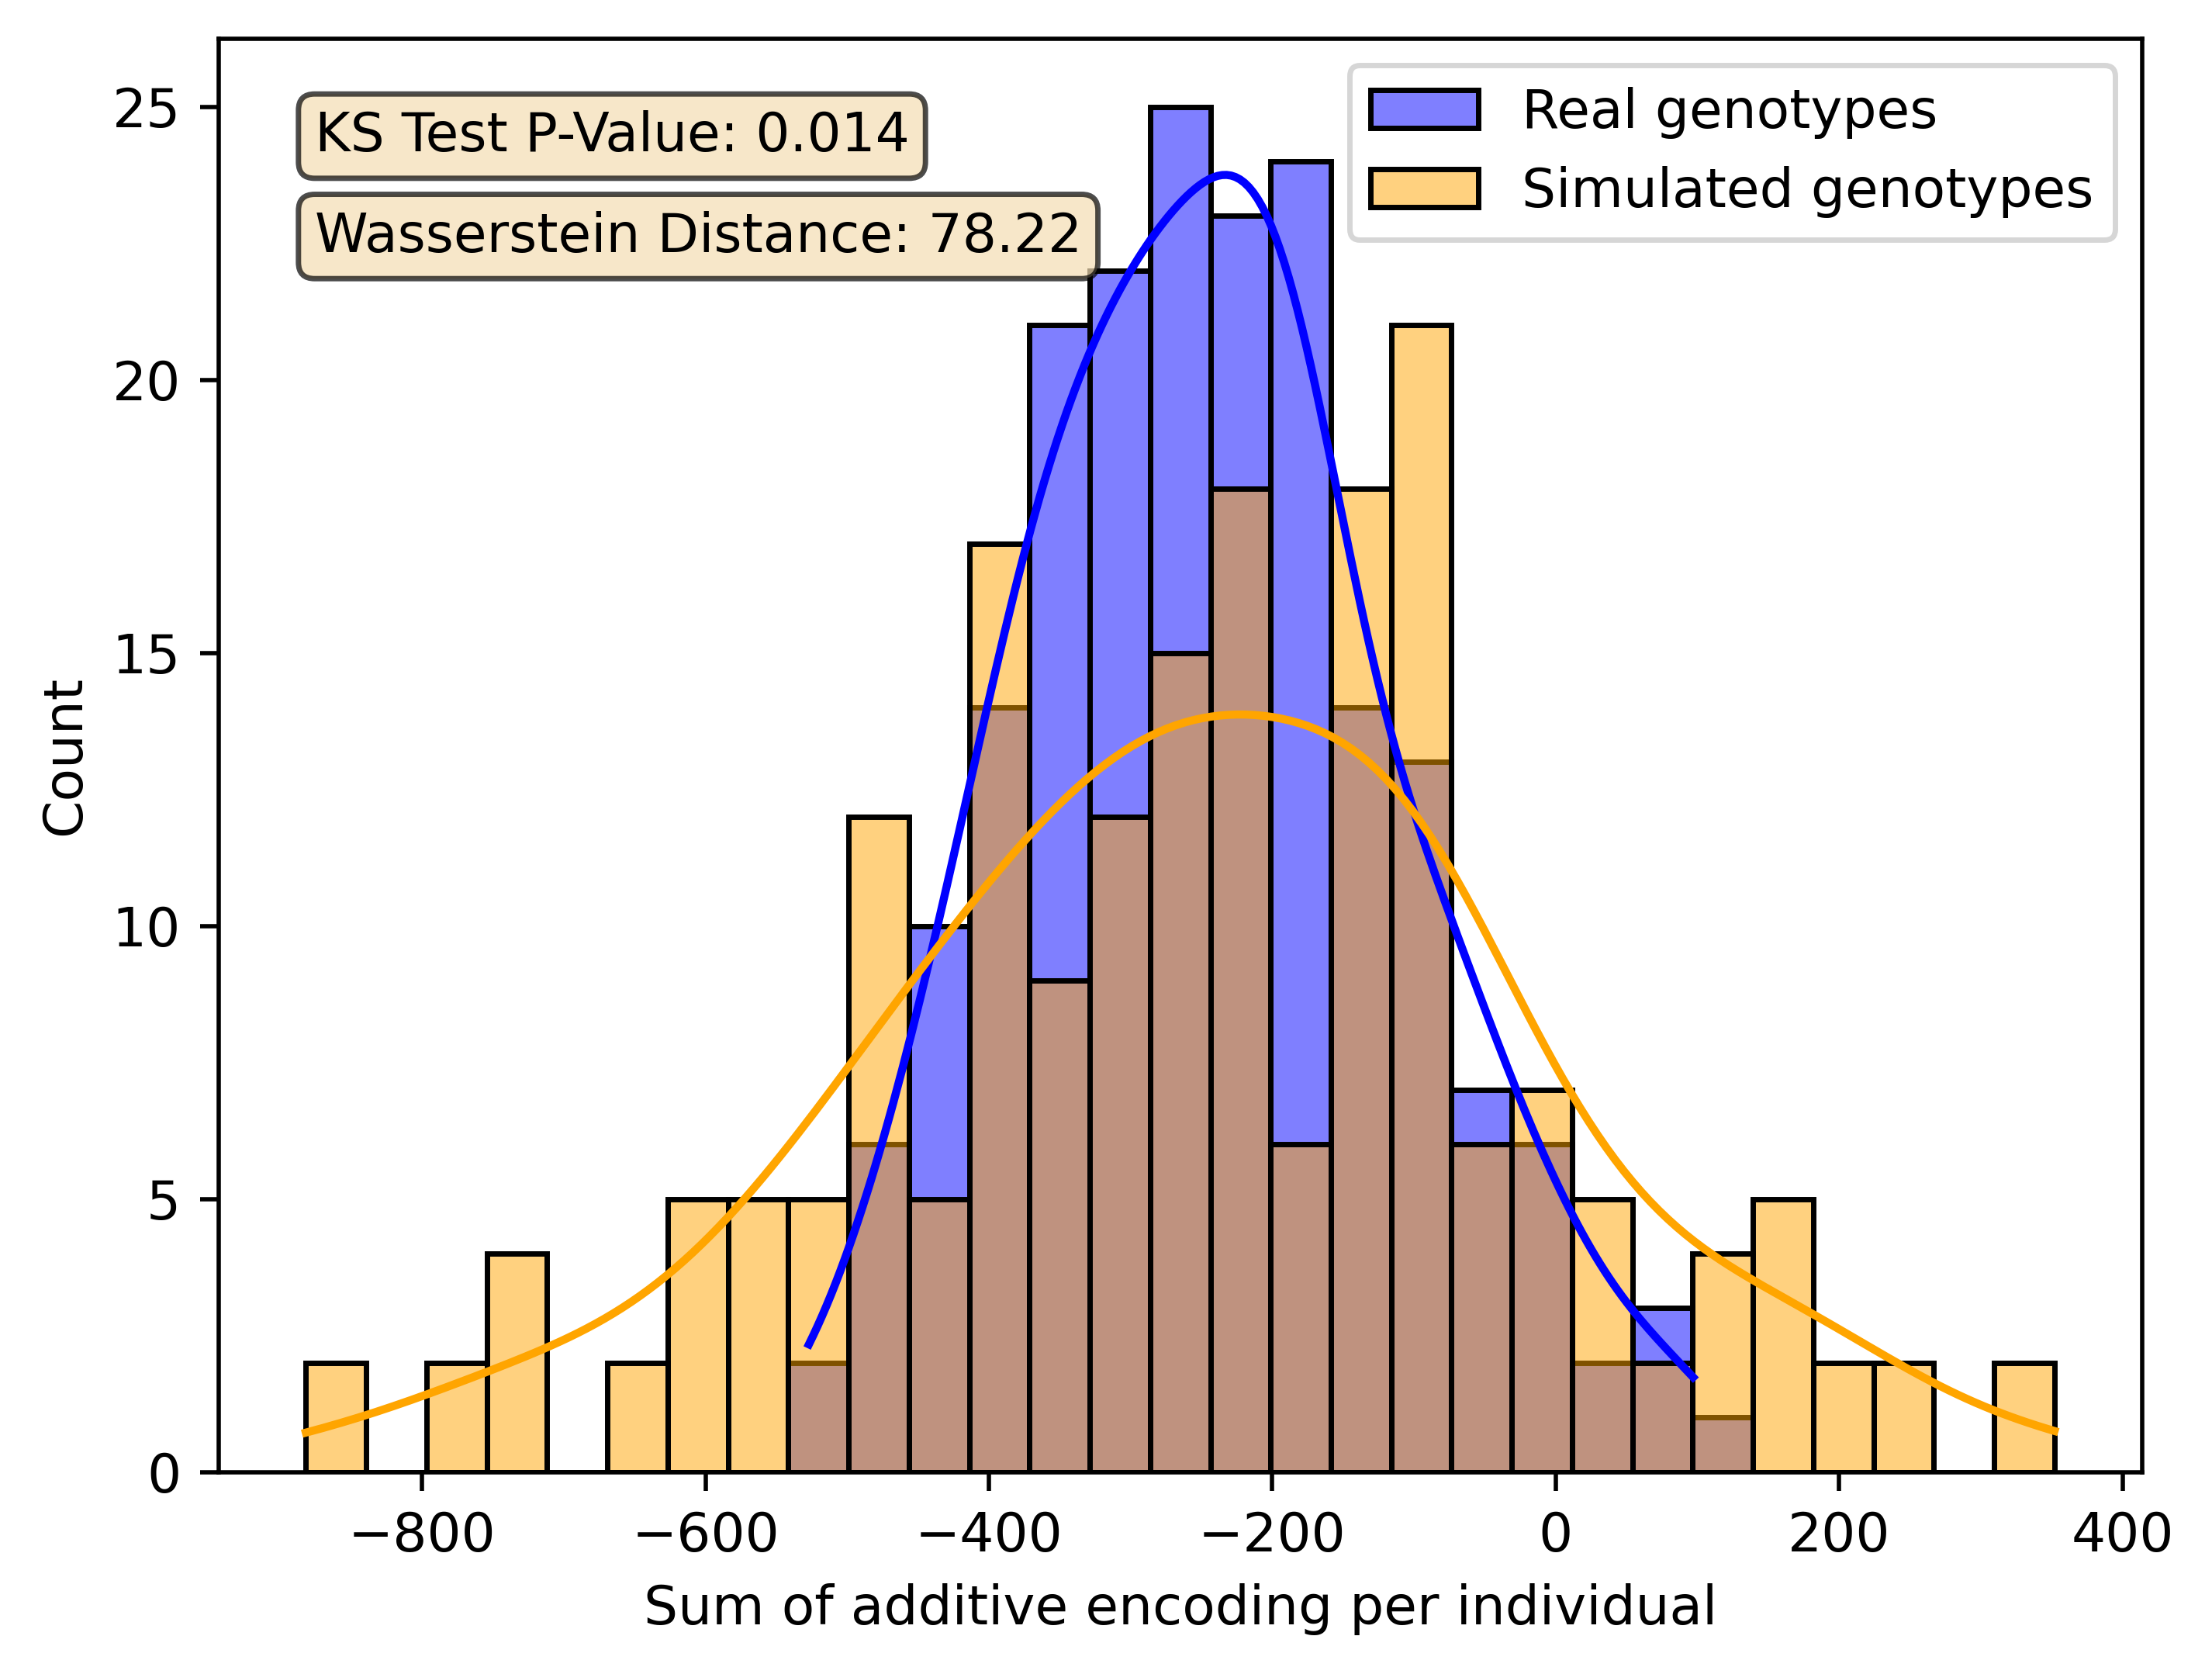 KS Test P-Value: 0.014
Wasserstein Distance: 78.22
Real genotypes
Simulated genotypes
Count
25
20
15
10
5
0
−800 −600 −400 −200 0 200 400
Sum of additive encoding per individual